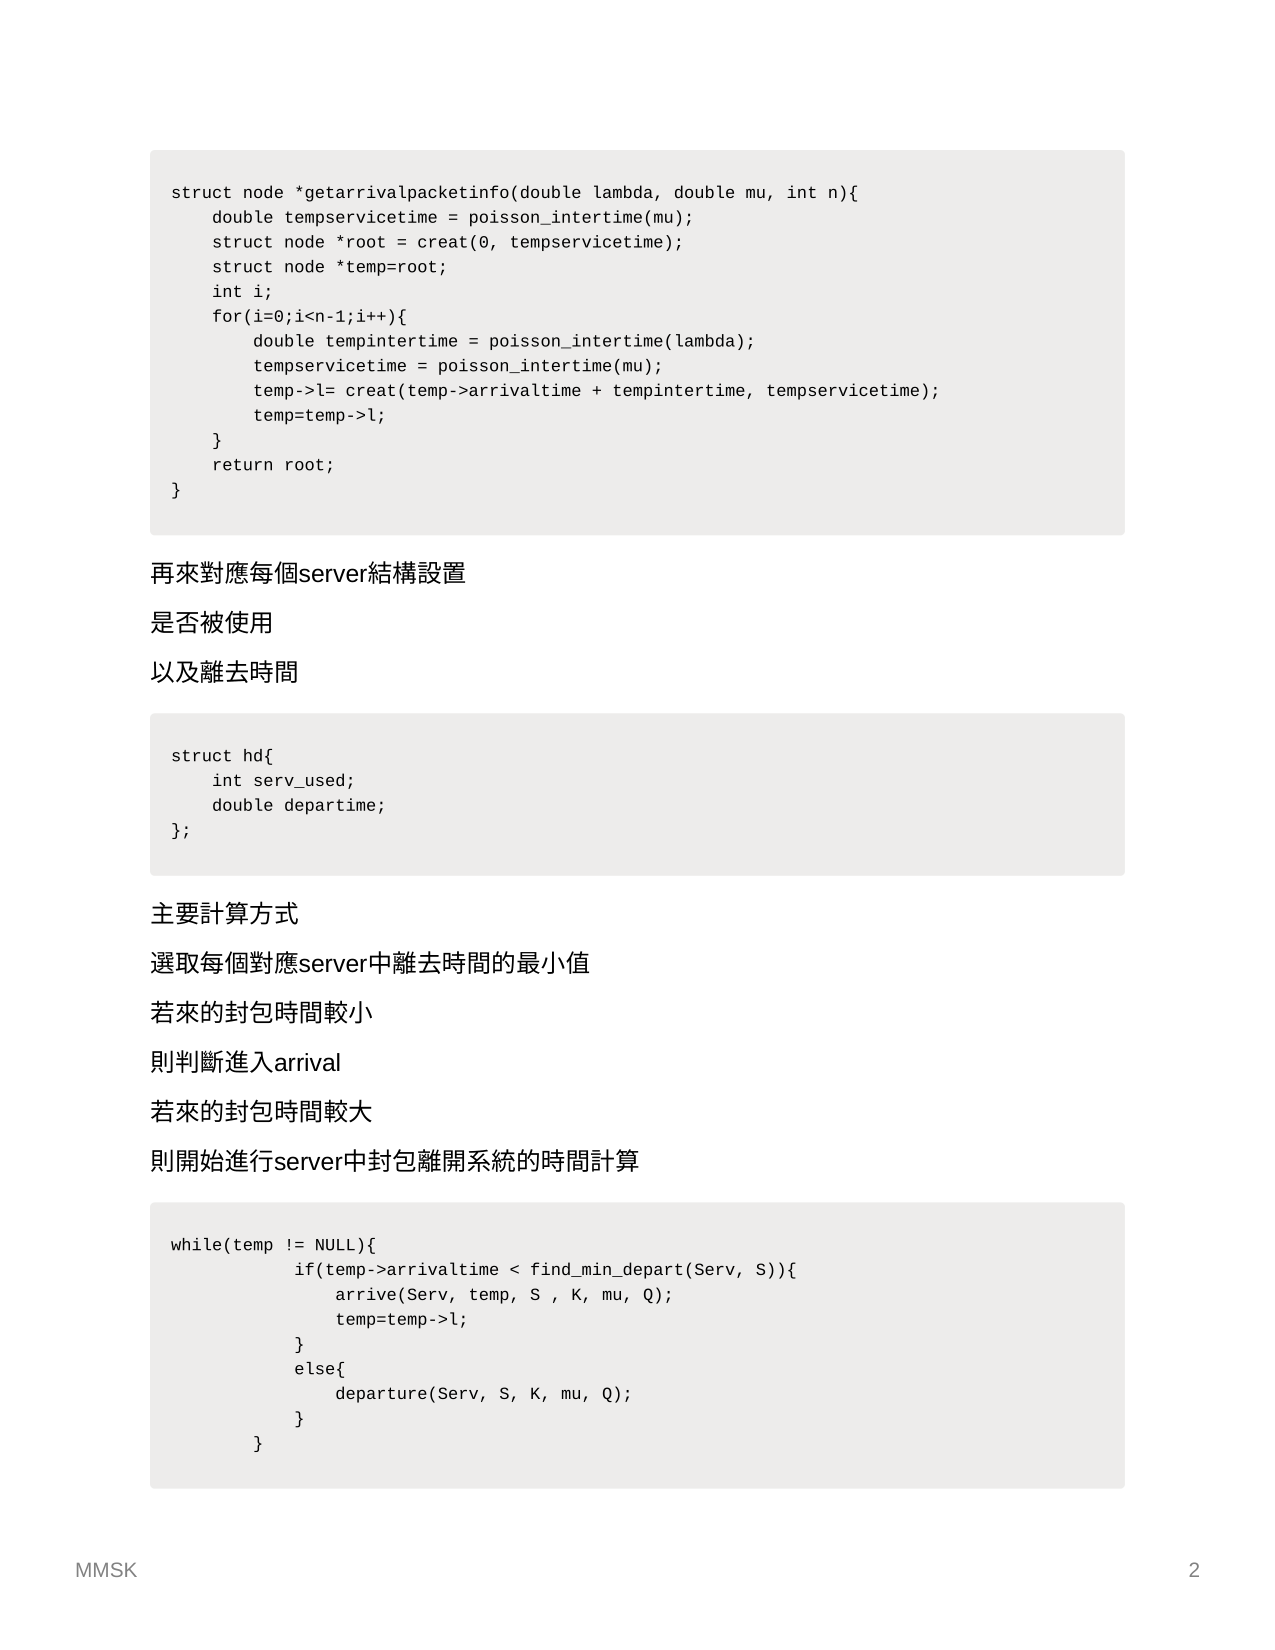 struct node *getarrivalpacketinfo(double lambda, double mu, int n){
    double tempservicetime = poisson_intertime(mu);
    struct node *root = creat(0, tempservicetime);
    struct node *temp=root;
    int i;
    for(i=0;i<n-1;i++){
        double tempintertime = poisson_intertime(lambda);
        tempservicetime = poisson_intertime(mu);
        temp->l= creat(temp->arrivaltime + tempintertime, tempservicetime);
        temp=temp->l;
    }
    return root;
}
再來對應每個server結構設置
是否被使用
以及離去時間
struct hd{
    int serv_used;
    double departime;
};
主要計算方式
選取每個對應server中離去時間的最小值
若來的封包時間較小
則判斷進入arrival
若來的封包時間較大
則開始進行server中封包離開系統的時間計算
while(temp != NULL){
            if(temp->arrivaltime < find_min_depart(Serv, S)){
                arrive(Serv, temp, S , K, mu, Q);
                temp=temp->l;
            }
            else{
                departure(Serv, S, K, mu, Q);
            }
        }
MMSK 2